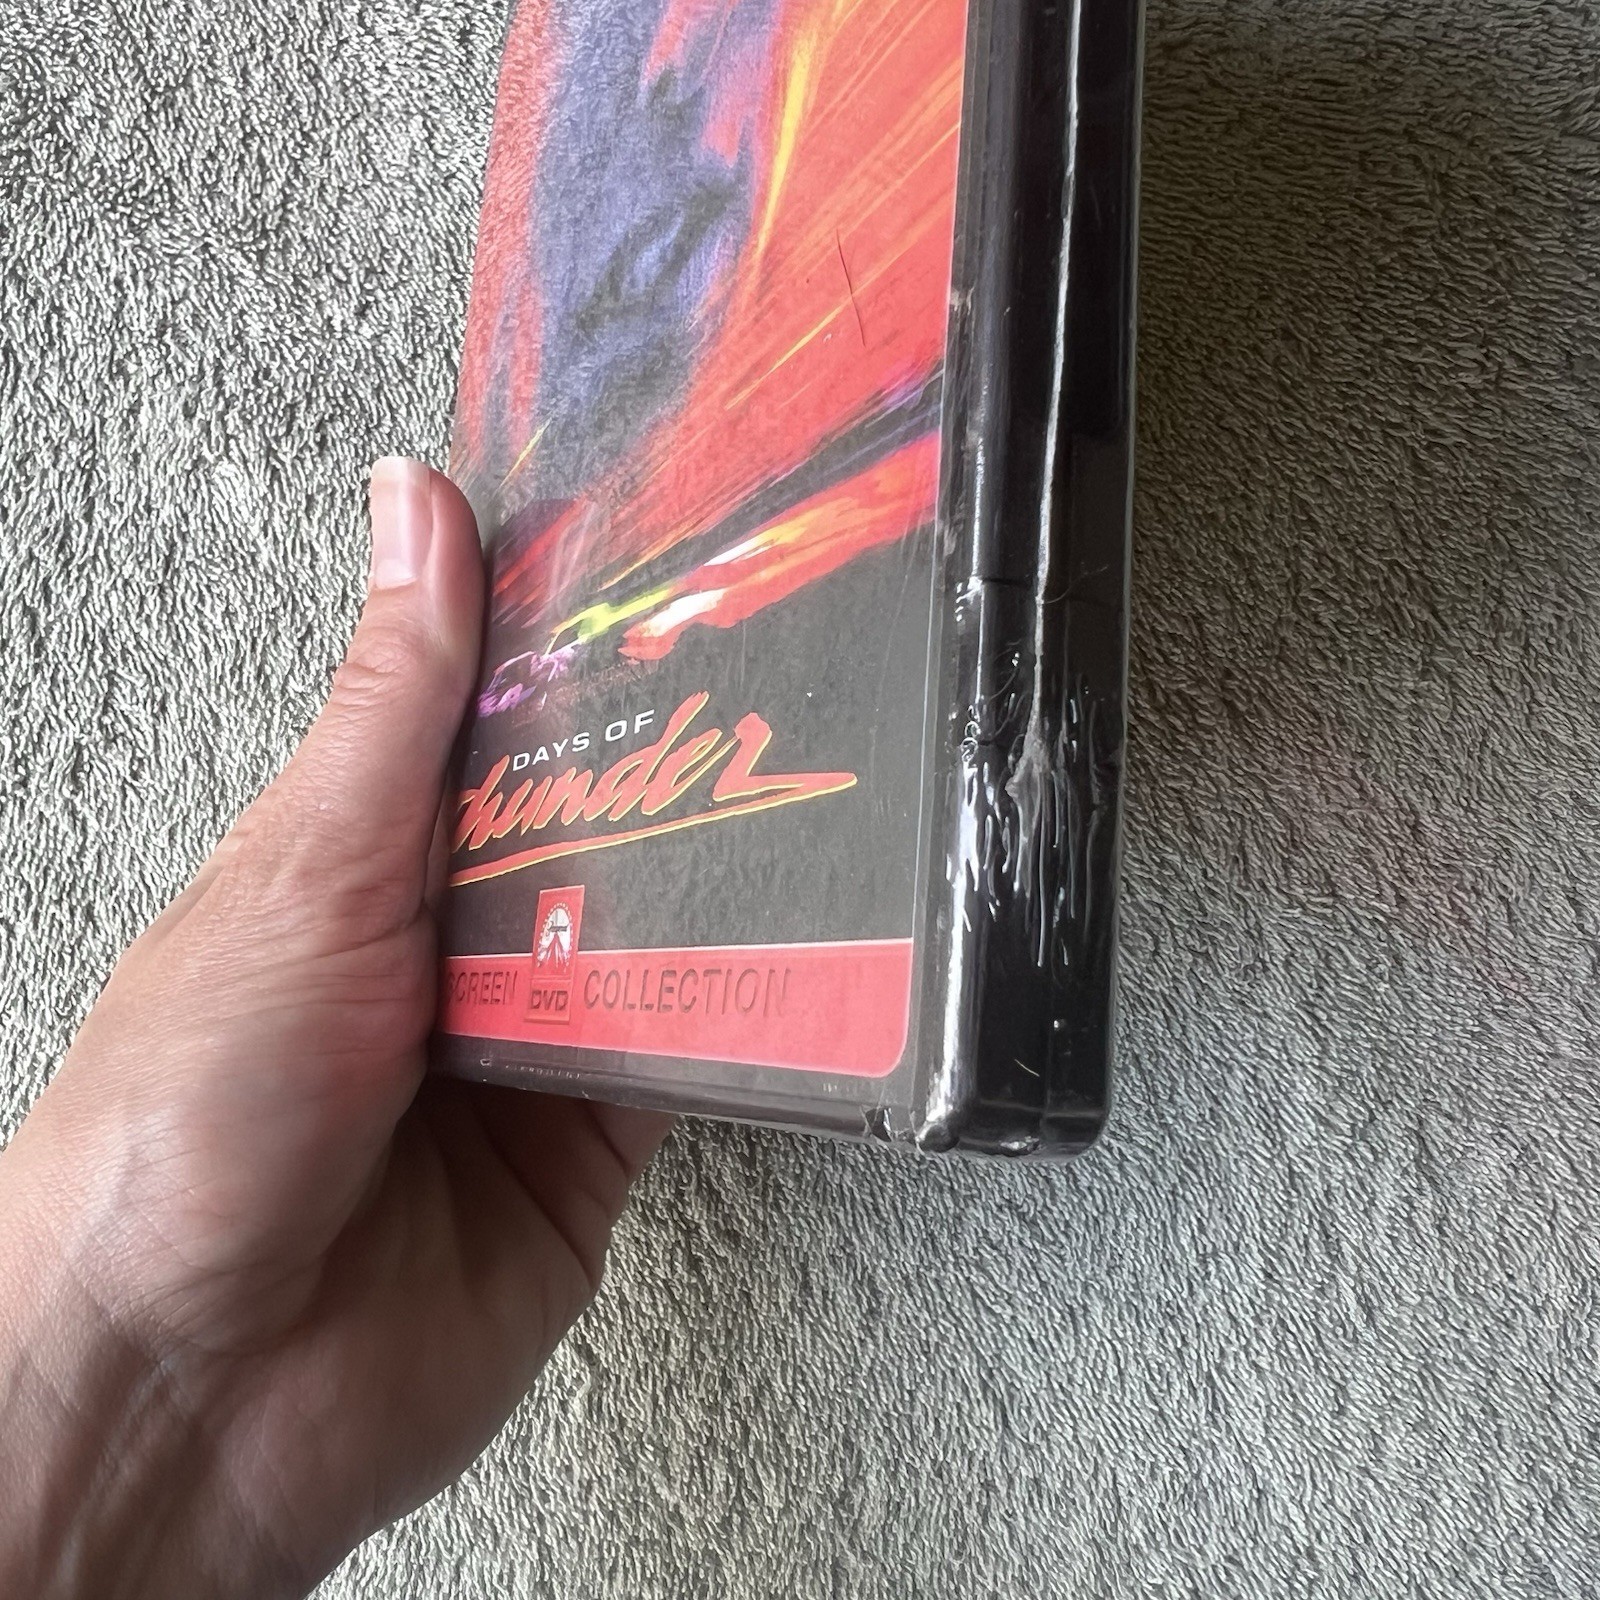 DAYS OF
Thunder
SCREEN DVD COLLECTION